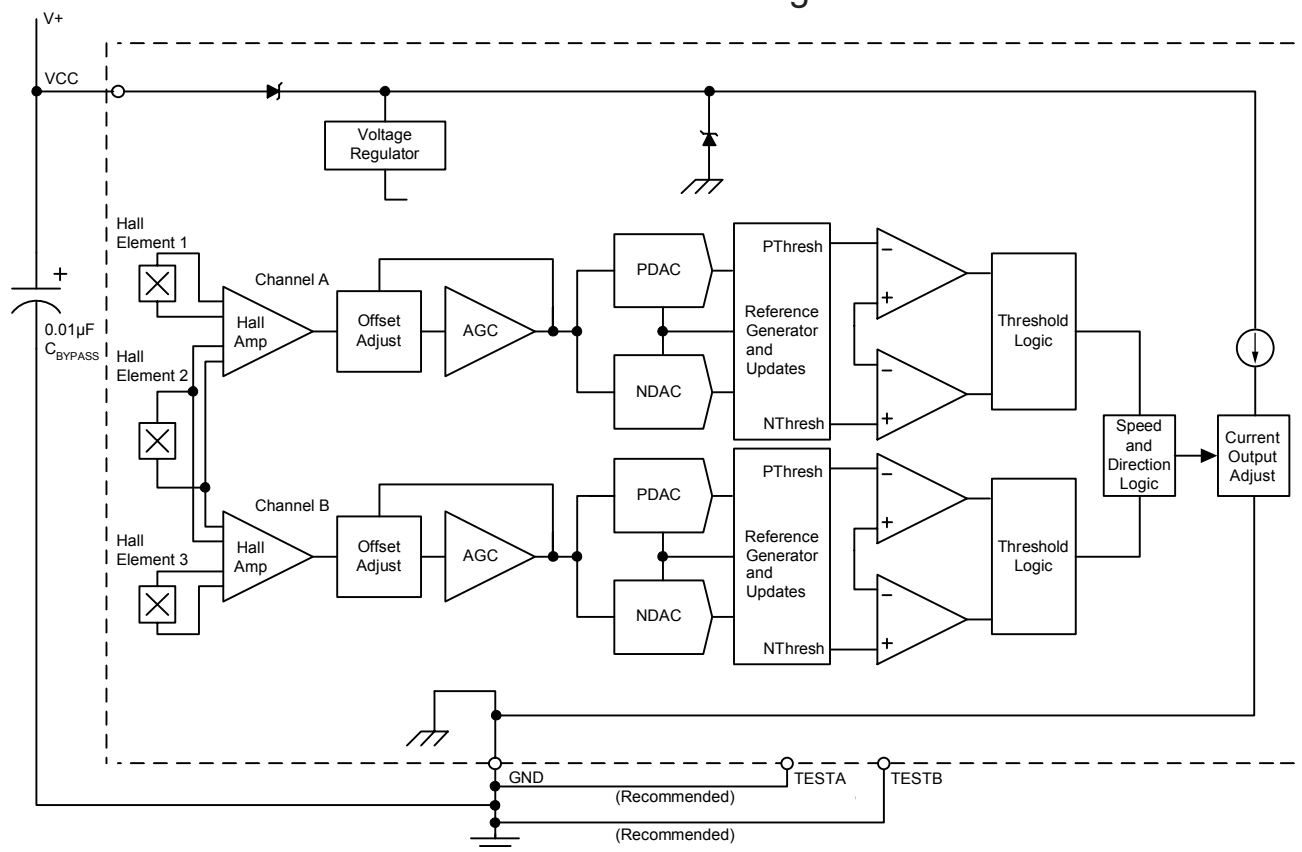 g
V+
VCC
Voltage
Regulator
Hall
Element 1
Channel A
Hall
Amp
Offset
Adjust
AGC
PDAC
NDAC
PThresh
Reference
Generator
and
Updates
NThresh
−
+
−
+
Threshold
Logic
+
0.01µF
CBYPASS
Hall
Element 2
Speed
and
Direction
Logic
Current
Output
Adjust
Channel B
Hall
Element 3
Hall
Amp
Offset
Adjust
AGC
PDAC
NDAC
PThresh
Reference
Generator
and
Updates
NThresh
−
+
−
+
Threshold
Logic
GND
TESTA
TESTB
(Recommended)
(Recommended)